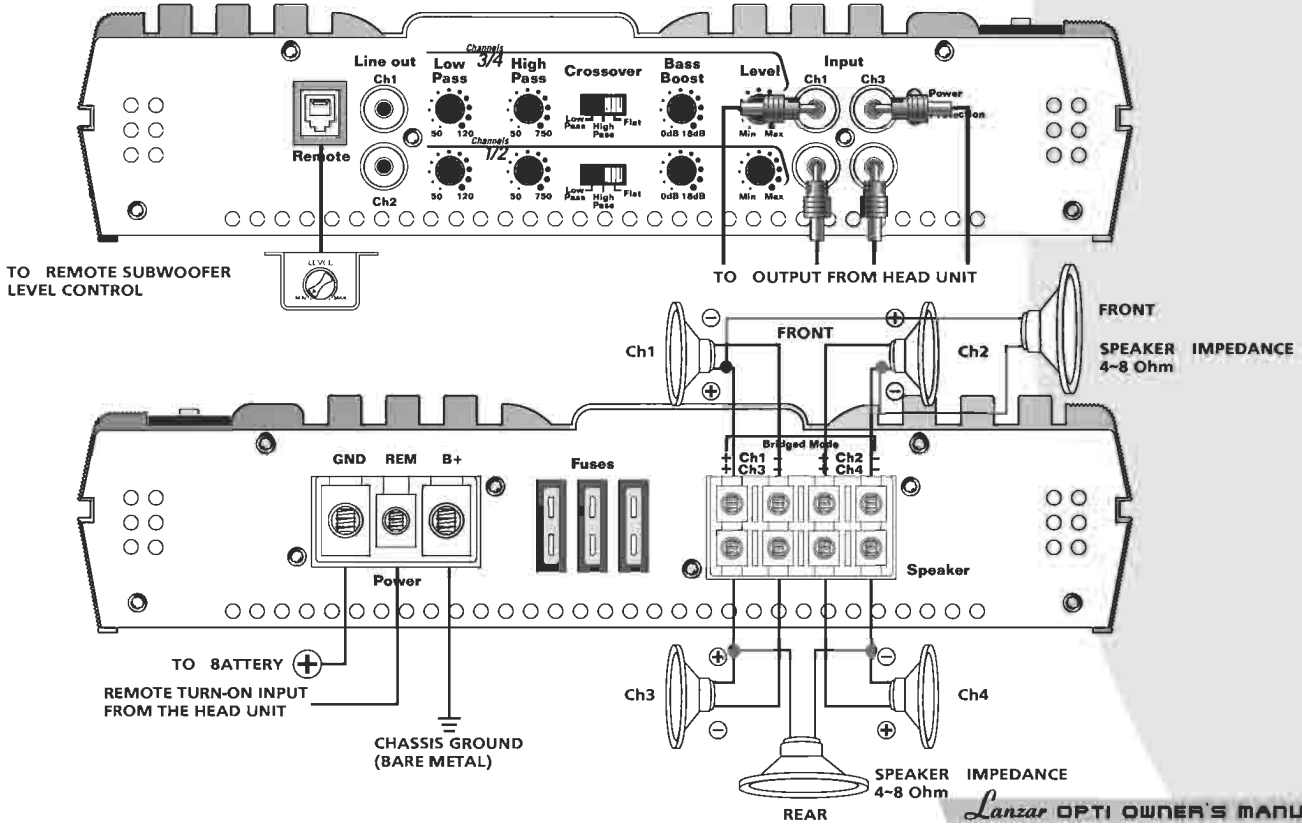 Channels
3/4
Line out
Ch1
Low
Pass
High
Pass
Crossover
Bass
Boost
Level
Input
Ch1
Ch3
Power
50 120
50 750
Low
Pass
High
Pass
Flat
0dB 18dB
Min Max
Remote
Channels
1/2
Ch2
50 120
50 750
Low
Pass
High
Pass
Flat
0dB 18dB
Min Max
LEVEL
MAX
TO REMOTE SUBWOOFER
LEVEL CONTROL
TO OUTPUT FROM HEAD UNIT
Ch1
−
+
FRONT
+
−
Ch2
FRONT
SPEAKER IMPEDANCE
4~8 Ohm
GND REM B+
Fuses
Bridged Mode
+ Ch1 − + Ch2 −
+ Ch3 − + Ch4 −
Power
Speaker
TO 8ATTERY +
REMOTE TURN-ON INPUT
FROM THE HEAD UNIT
CHASSIS GROUND
(BARE METAL)
Ch3
+
−
−
+
Ch4
SPEAKER IMPEDANCE
4~8 Ohm
REAR
Lanzar OPTI OWNER'S MANU